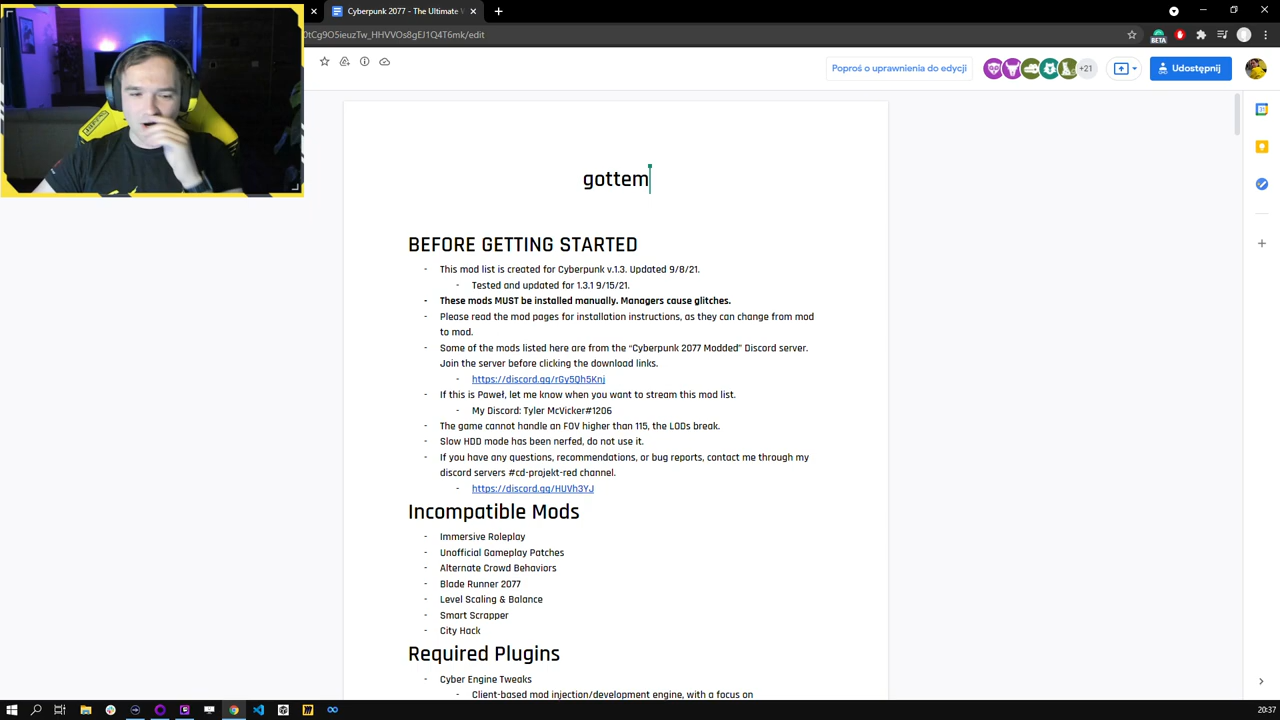 Cyberpunk 2077 - The Ultimate
DtCg9O5ieuzTw_HHVVOs8gEJ1Q4T6mk/edit
BETA
Poproś o uprawnienia do edycji
+21
Udostępnij
gottem
BEFORE GETTING STARTED
- This mod list is created for Cyberpunk v.1.3. Updated 9/8/21.
- Tested and updated for 1.3.1 9/15/21.
- These mods MUST be installed manually. Managers cause glitches.
- Please read the mod pages for installation instructions, as they can change from mod
to mod.
- Some of the mods listed here are from the “Cyberpunk 2077 Modded” Discord server.
Join the server before clicking the download links.
- https://discord.gg/rGy5Qh5Knj
- If this is Paweł, let me know when you want to stream this mod list.
- My Discord: Tyler McVicker#1206
- The game cannot handle an FOV higher than 115, the LODs break.
- Slow HDD mode has been nerfed, do not use it.
- If you have any questions, recommendations, or bug reports, contact me through my
discord servers #cd-projekt-red channel.
- https://discord.gg/HUVh3YJ
Incompatible Mods
- Immersive Roleplay
- Unofficial Gameplay Patches
- Alternate Crowd Behaviors
- Blade Runner 2077
- Level Scaling & Balance
- Smart Scrapper
- City Hack
Required Plugins
- Cyber Engine Tweaks
- Client-based mod injection/development engine, with a focus on
20:37